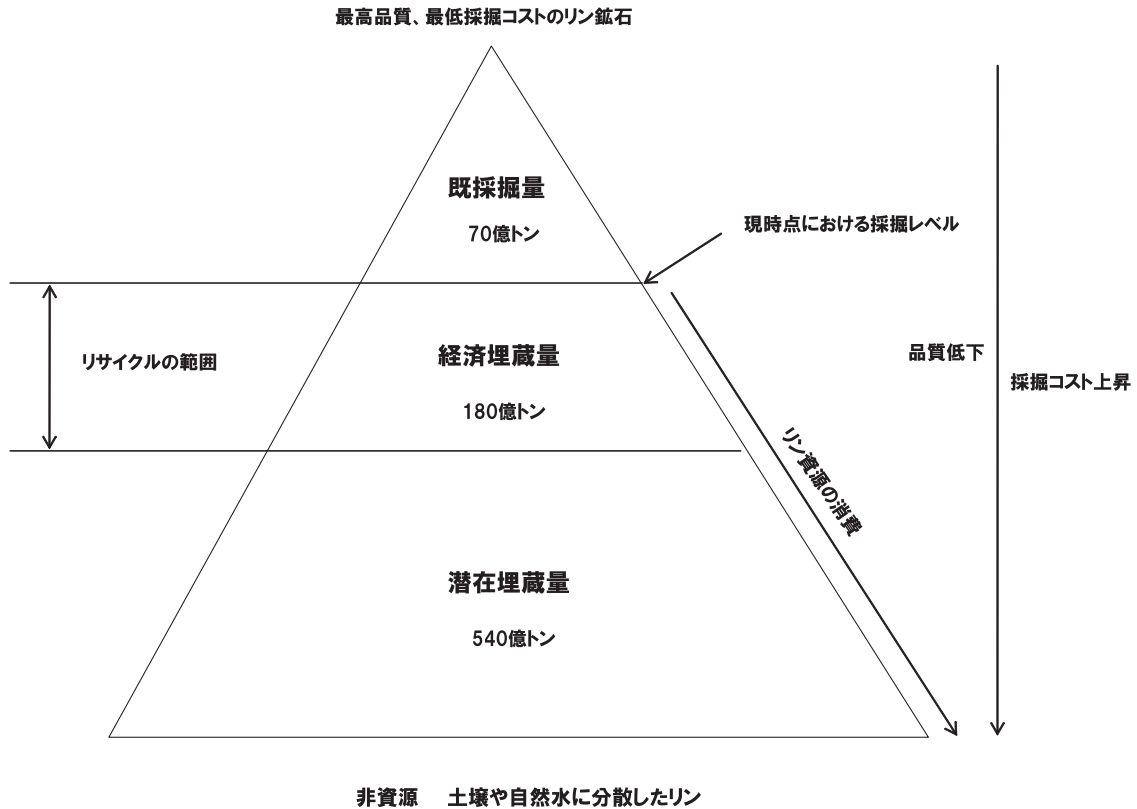 最高品質、最低採掘コストのリン鉱石
既採掘量
70億トン
現時点における採掘レベル
リサイクルの範囲
経済埋蔵量
180億トン
品質低下
採掘コスト上昇
リン資源の消費
潜在埋蔵量
540億トン
非資源 土壌や自然水に分散したリン